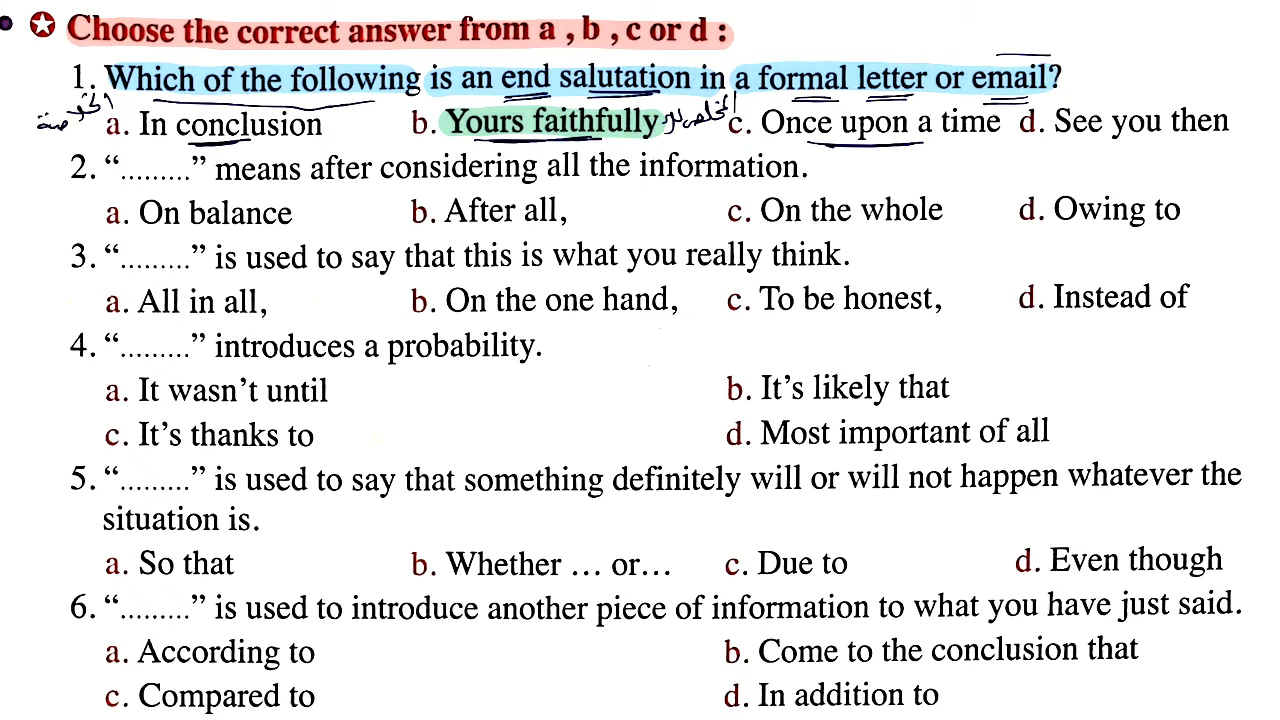 Choose the correct answer from a , b , c or d :
1. Which of the following is an end salutation in a formal letter or email?
الخلاصة
a. In conclusion b. Yours faithfully المخلص لك c. Once upon a time d. See you then
2. “.........” means after considering all the information.
a. On balance b. After all, c. On the whole d. Owing to
3. “.........” is used to say that this is what you really think.
a. All in all, b. On the one hand, c. To be honest, d. Instead of
4. “.........” introduces a probability.
a. It wasn’t until b. It’s likely that
c. It’s thanks to d. Most important of all
5. “.........” is used to say that something definitely will or will not happen whatever the
situation is.
a. So that b. Whether … or… c. Due to d. Even though
6. “.........” is used to introduce another piece of information to what you have just said.
a. According to b. Come to the conclusion that
c. Compared to d. In addition to